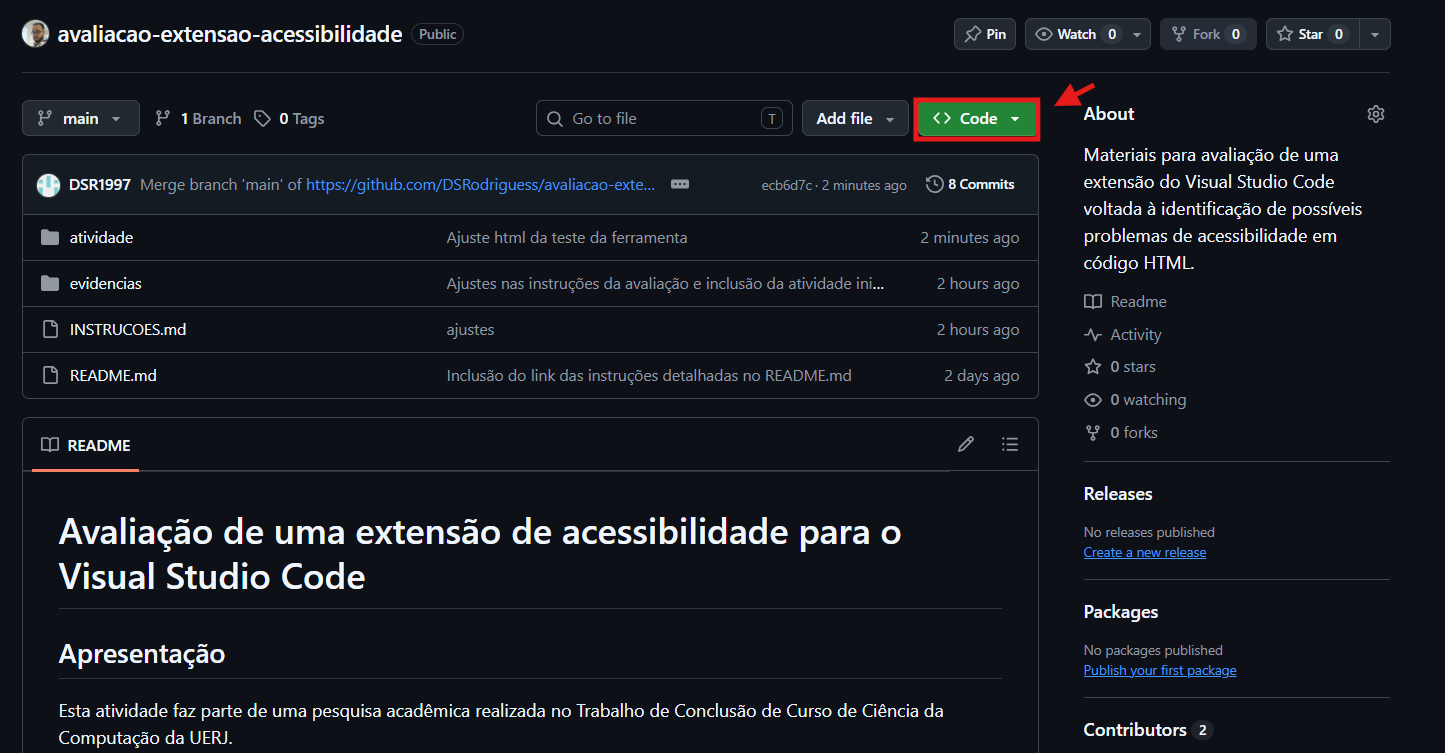 avaliacao-extensao-acessibilidade Public
Pin Watch 0 Fork 0 Star 0
main 1 Branch 0 Tags Go to file T Add file <> Code
DSR1997 Merge branch 'main' of https://github.com/DSRodriguess/avaliacao-exte... ecb6d7c · 2 minutes ago 8 Commits
atividade Ajuste html da teste da ferramenta 2 minutes ago
evidencias Ajustes nas instruções da avaliação e inclusão da atividade ini... 2 hours ago
INSTRUCOES.md ajustes 2 hours ago
README.md Inclusão do link das instruções detalhadas no README.md 2 days ago
README
Avaliação de uma extensão de acessibilidade para o
Visual Studio Code
Apresentação
Esta atividade faz parte de uma pesquisa acadêmica realizada no Trabalho de Conclusão de Curso de Ciência da
Computação da UERJ.
About
Materiais para avaliação de uma
extensão do Visual Studio Code
voltada à identificação de possíveis
problemas de acessibilidade em
código HTML.
Readme
Activity
0 stars
0 watching
0 forks
Releases
No releases published
Create a new release
Packages
No packages published
Publish your first package
Contributors 2